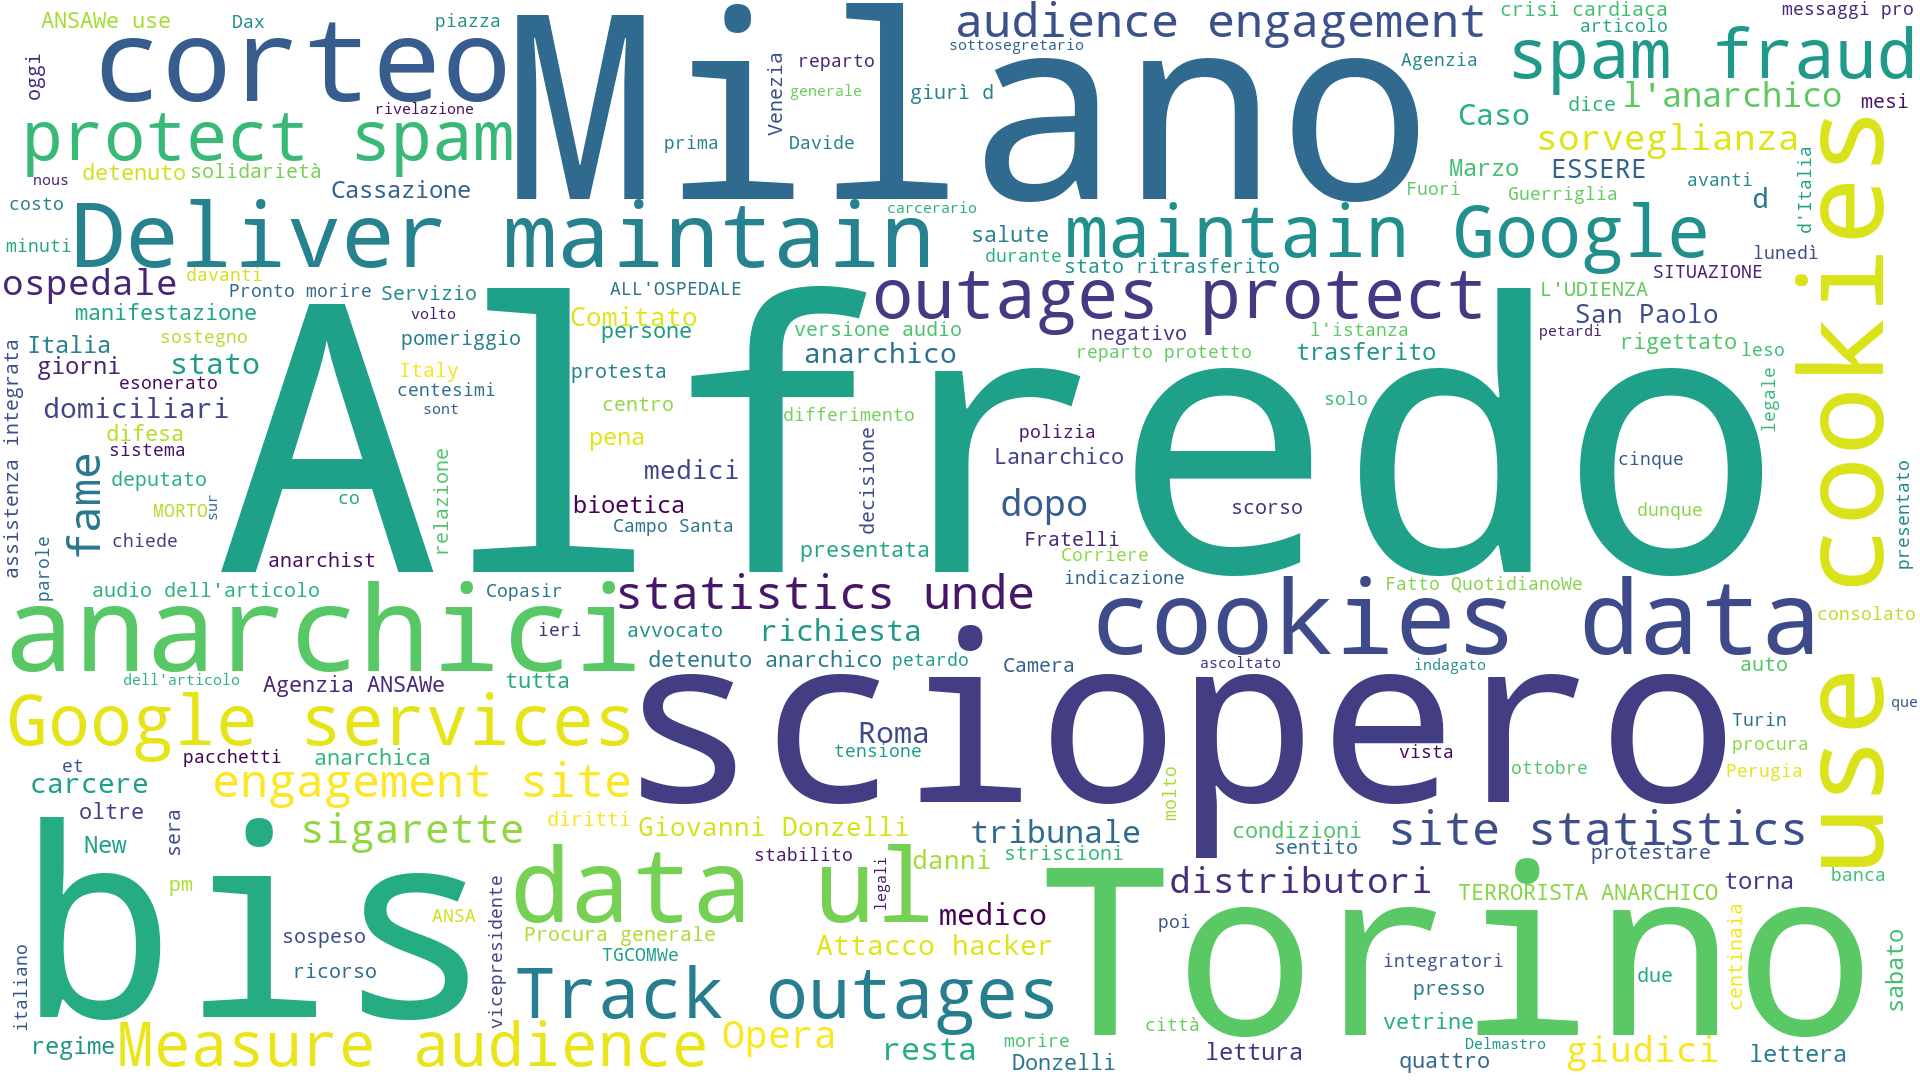 ANSAWe use
Dax
piazza
audience engagement
crisi cardiaca
messaggi pro
articolo
corteo
Milano
sottosegretario
spam fraud
oggi
Venezia
reparto
Agenzia
rivelazione
generale
giurì d
Caso
dice
l'anarchico
mesi
protect spam
prima
Davide
sorveglianza
use cookies
detenuto
solidarietà
nous
Cassazione
Marzo
ESSERE
avanti
d'Italia
Fuori
Guerriglia
d
costo
Deliver maintain
carcerario
maintain Google
minuti
salute
durante
lunedì
stato ritrasferito
SITUAZIONE
ospedale
davanti
Pronto morire
Servizio
ALL'OSPEDALE
outages protect
L'UDIENZA
Alfredo
manifestazione
volto
Comitato
San Paolo
sostegno
pomeriggio
persone
versione audio
negativo
l'istanza
petardi
Italia
stato
anarchico
reparto protetto
trasferito
rigettato
leso
giorni
esonerato
Italy
protesta
assistenza integrata
centesimi
legale
domiciliari
sont
centro
differimento
solo
difesa
sistema
pena
polizia
fame
deputato
relazione
medici
decisione
Lanarchico
cinque
MORTO
sur
co
bioetica
dopo
scorso
dunque
presentato
chiede
Campo Santa
Fratelli
anarchist
presentata
Corriere
parole
indicazione
audio dell'articolo
Copasir
statistics unde
Fatto QuotidianoWe
anarchici
cookies data
consolato
ieri
avvocato
richiesta
detenuto anarchico
petardo
Camera
ascoltato
indagato
auto
dell'articolo
Agenzia ANSAWe
tutta
sciopero
que
Google services
Roma
Turin
pacchetti
anarchica
tensione
vista
procura
et
ottobre
Perugia
carcere
engagement site
molto
oltre
sera
sigarette
diritti
Giovanni Donzelli
tribunale
condizioni
site statistics
New
bis
stabilito
danni
striscioni
sentito
protestare
pm
data ul
legali
distributori
torna
banca
vicepresidente
ANSA
medico
Torino
TERRORISTA ANARCHICO
sospeso
Procura generale
Attacco hacker
poi
centinaia
sabato
italiano
ricorso
TGCOMWe
integratori
due
Track outages
presso
regime
Measure audience
Opera
resta
morire
città
vetrine
Donzelli
lettura
Delmastro
quattro
giudici
lettera